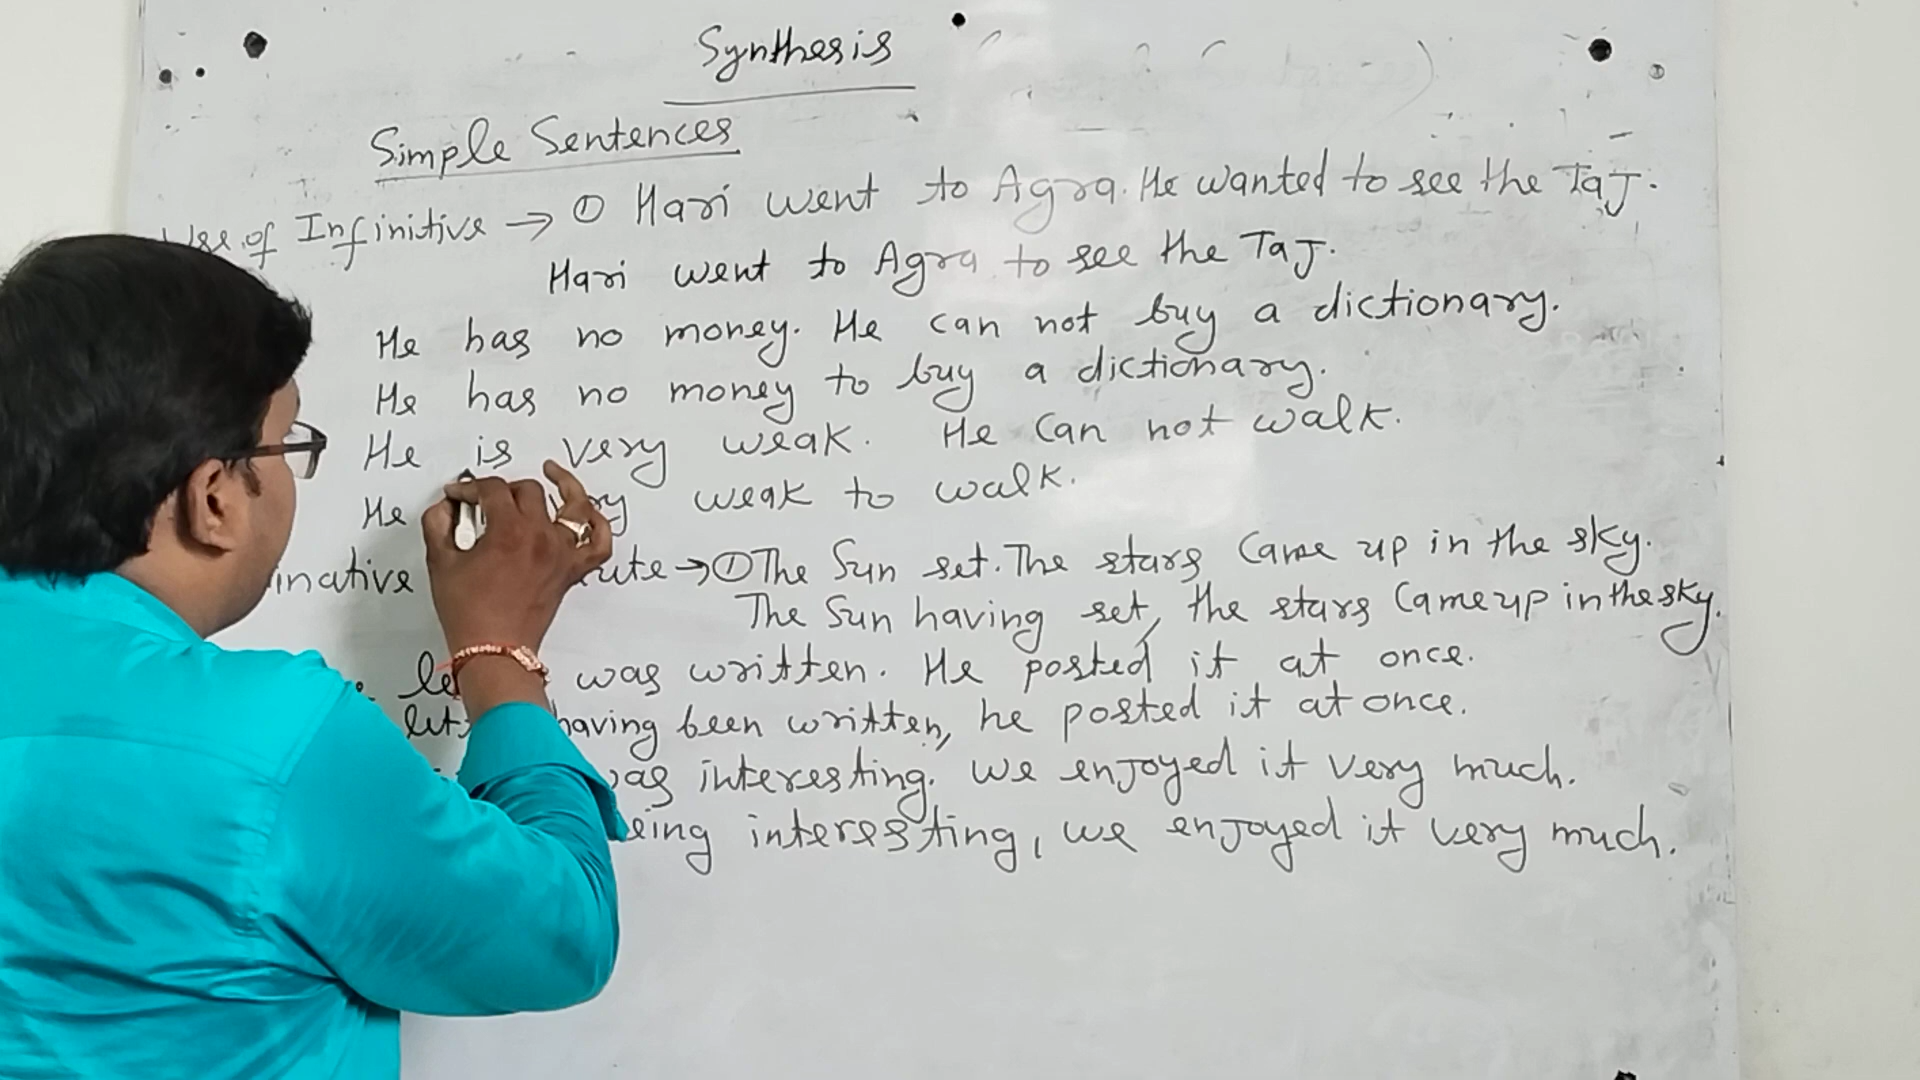 Synthesis
Simple Sentences
Use of Infinitive → ① Hari went to Agra. He wanted to see the Taj.
Hari went to Agra to see the Taj.
He has no money. He can not buy a dictionary.
He has no money to buy a dictionary.
He is very weak. He can not walk.
He weak to walk.
→ ① The Sun set. The stars came up in the sky.
The Sun having set, the stars came up in the sky.
was written. He posted it at once.
having been written, he posted it at once.
was interesting. We enjoyed it very much.
being interesting, we enjoyed it very much.